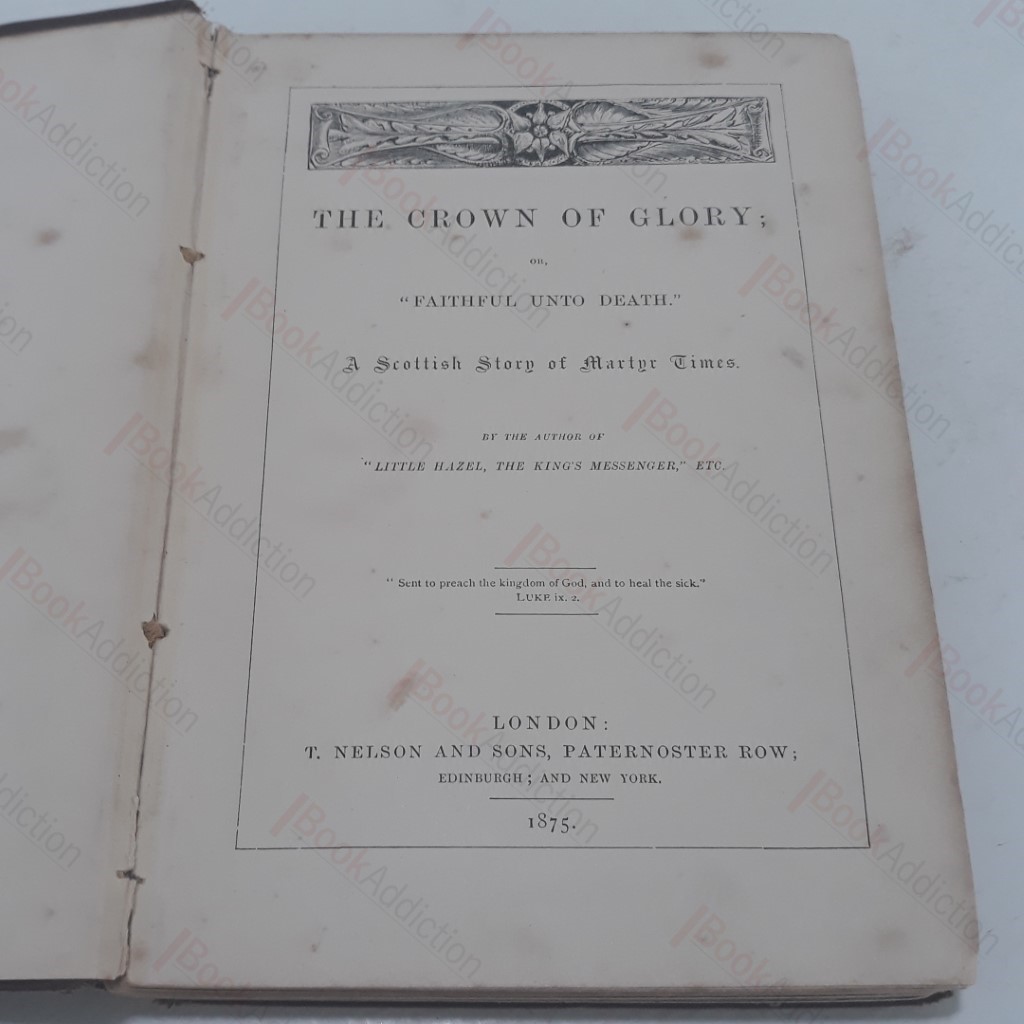 THE CROWN OF GLORY;
OR,
"FAITHFUL UNTO DEATH."
A Scottish Story of Martyr Times.
BY THE AUTHOR OF
"LITTLE HAZEL, THE KING'S MESSENGER," ETC.
"Sent to preach the kingdom of God, and to heal the sick."
LUKE ix. 2.
LONDON:
T. NELSON AND SONS, PATERNOSTER ROW;
EDINBURGH; AND NEW YORK.
1875.
BookAddiction